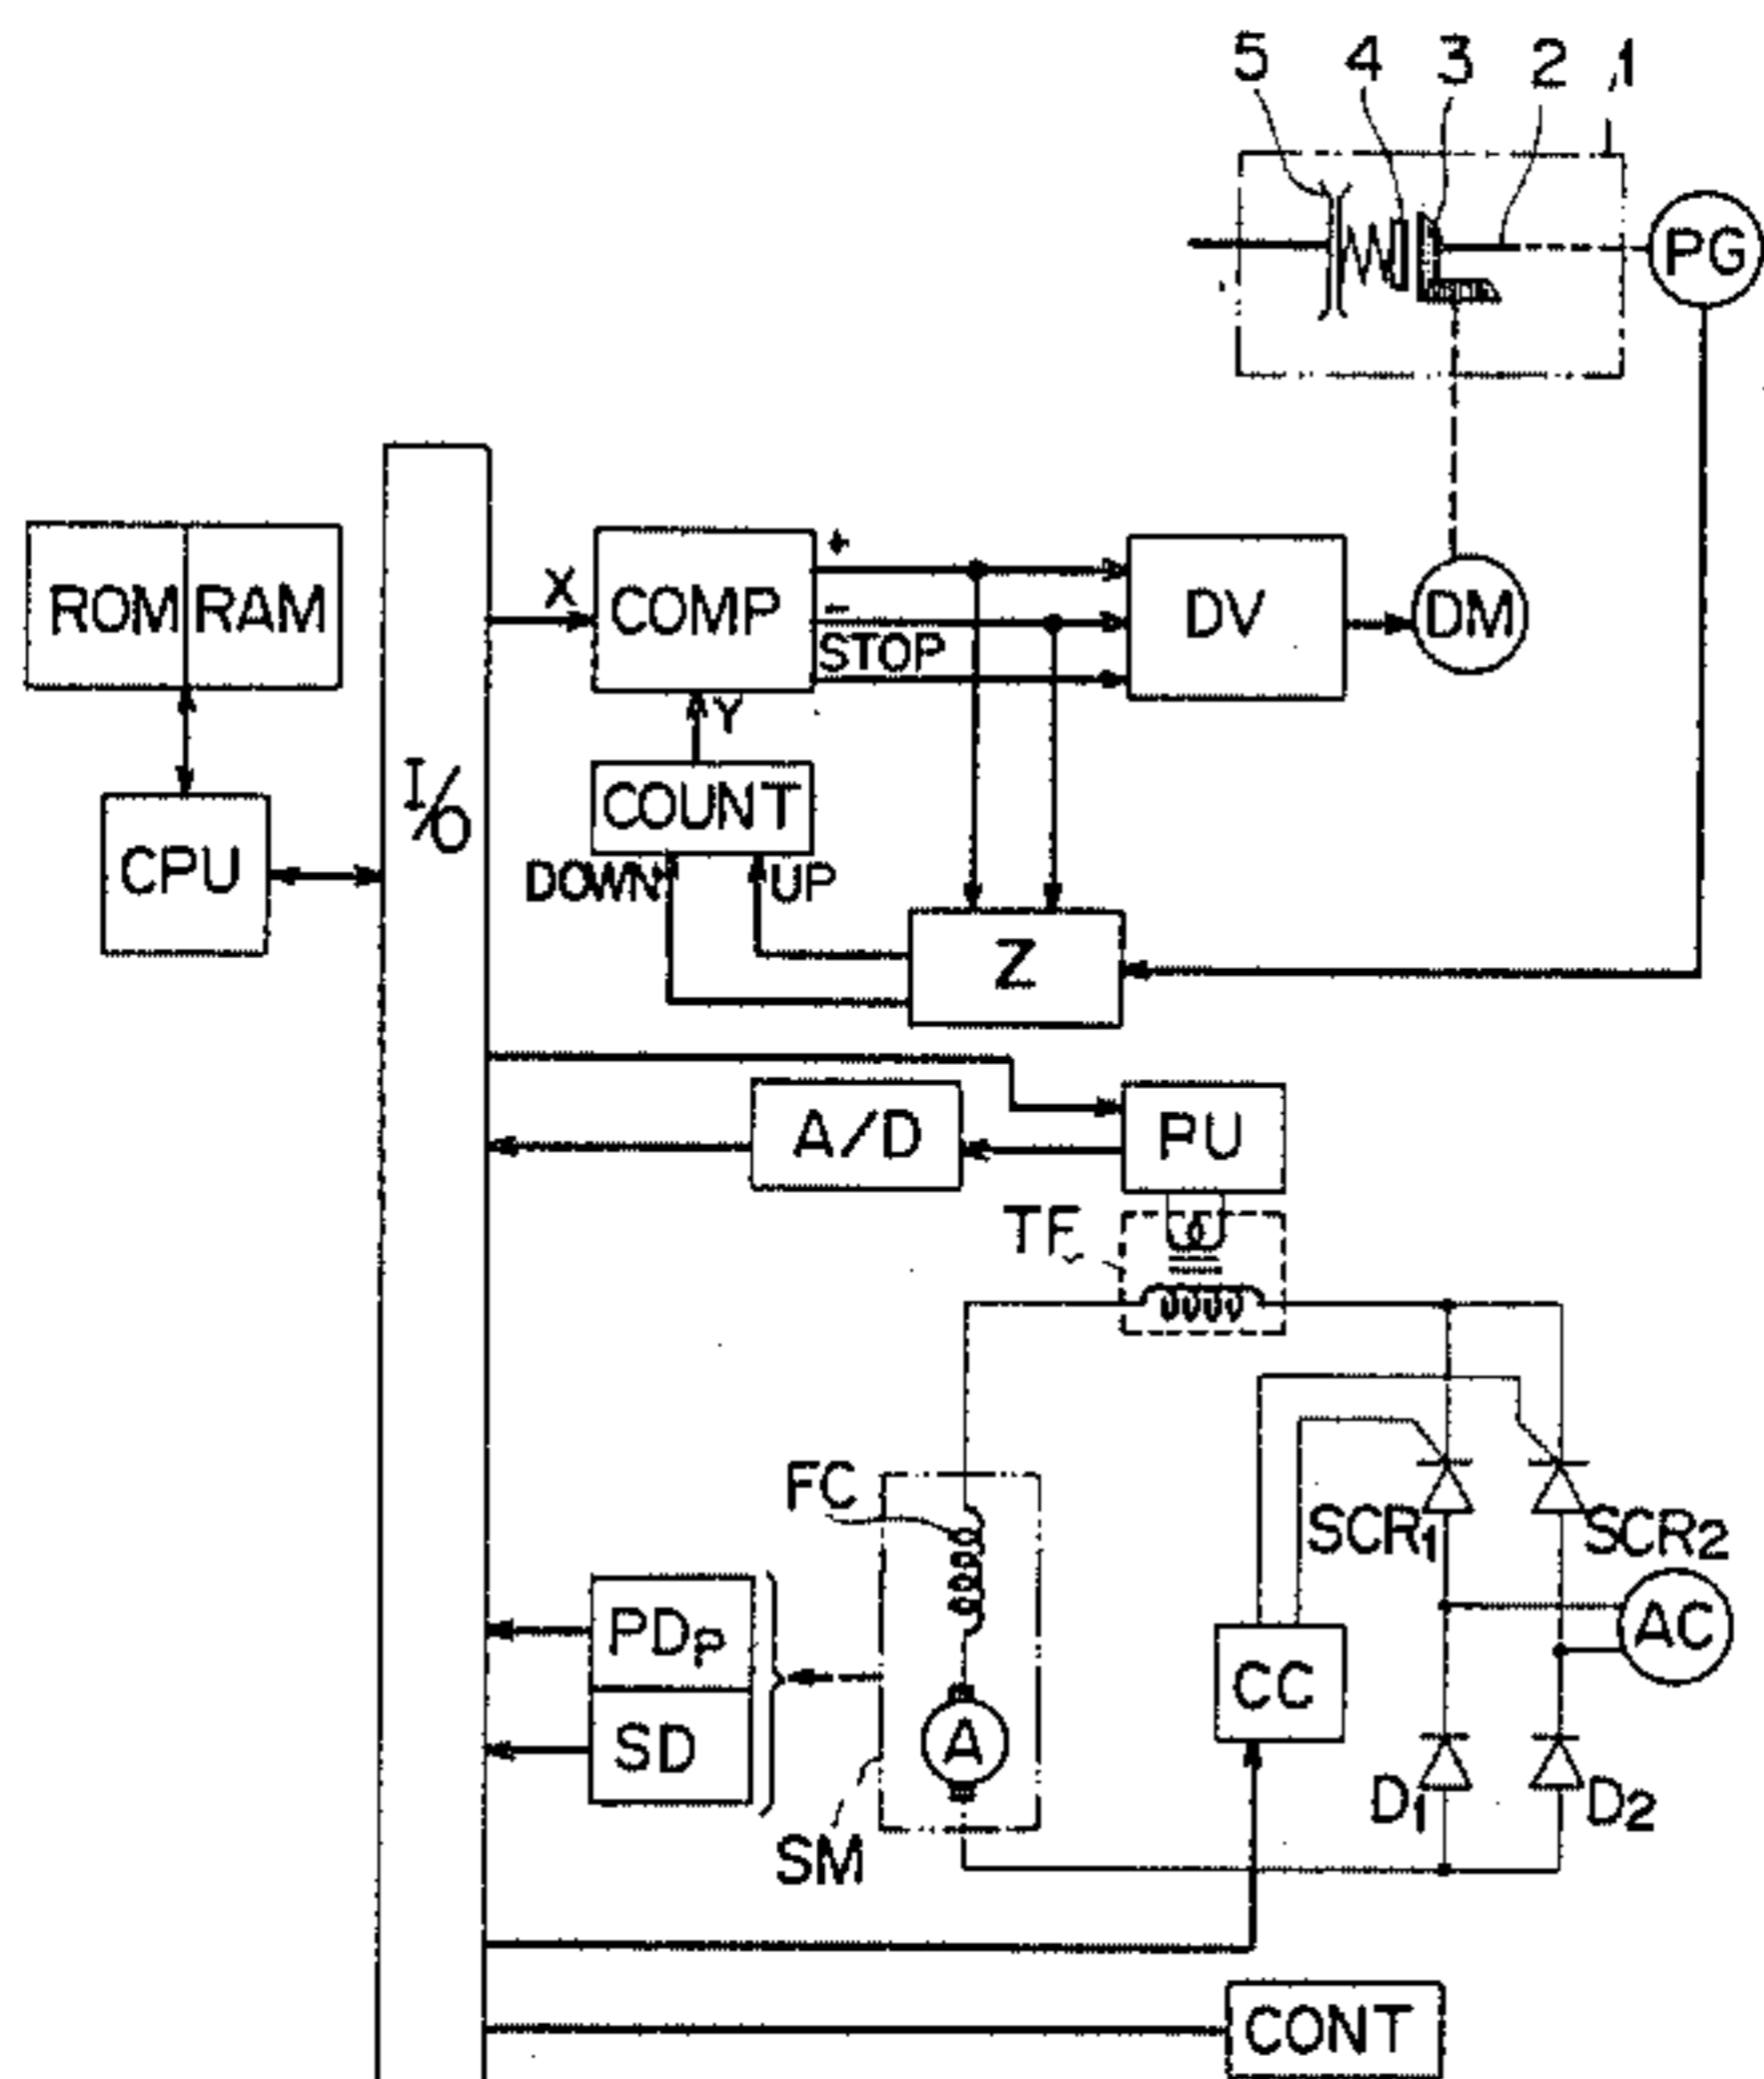 5 4 3 2 1
PG
ROM RAM
X
COMP
+
-
STOP
DV
DM
Y
I/O
COUNT
CPU
DOWN
UP
Z
A/D
PU
TF
FC
SCR1
SCR2
PDP
CC
AC
SD
A
D1
D2
SM
CONT